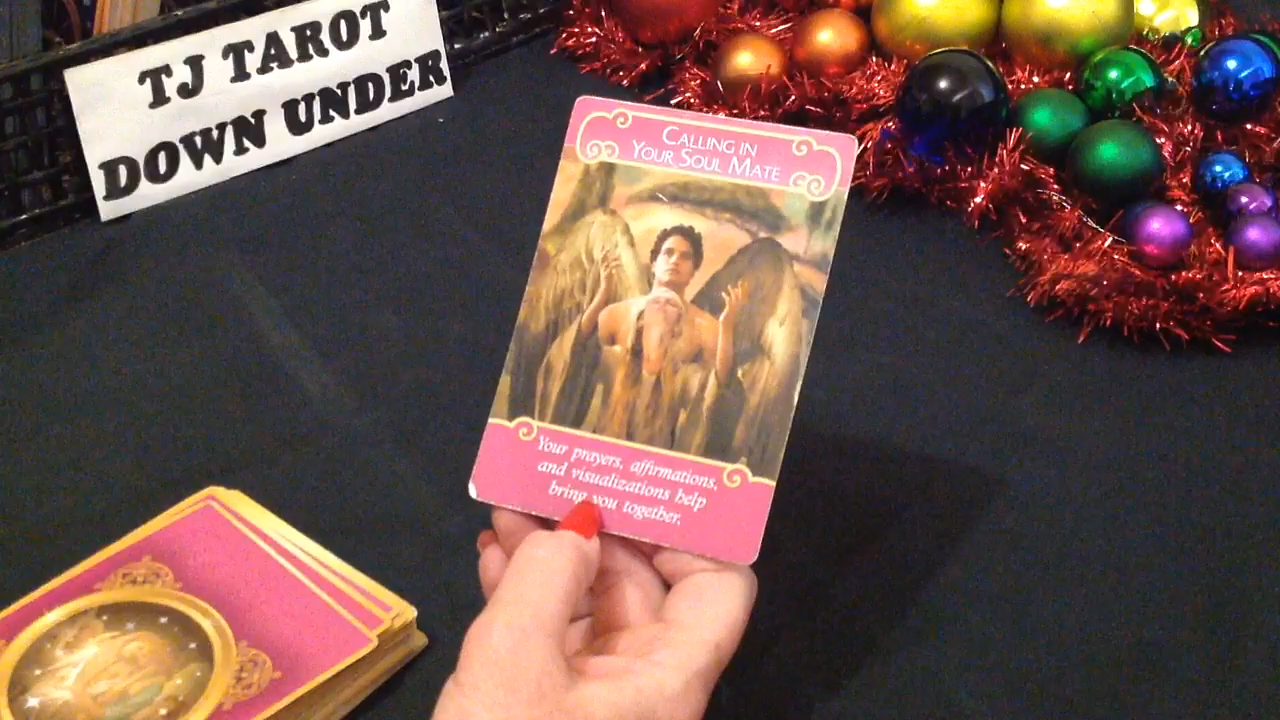 TJ TAROT
DOWN UNDER
CALLING IN
YOUR SOUL MATE
Your prayers, affirmations,
and visualizations help
bring you together.